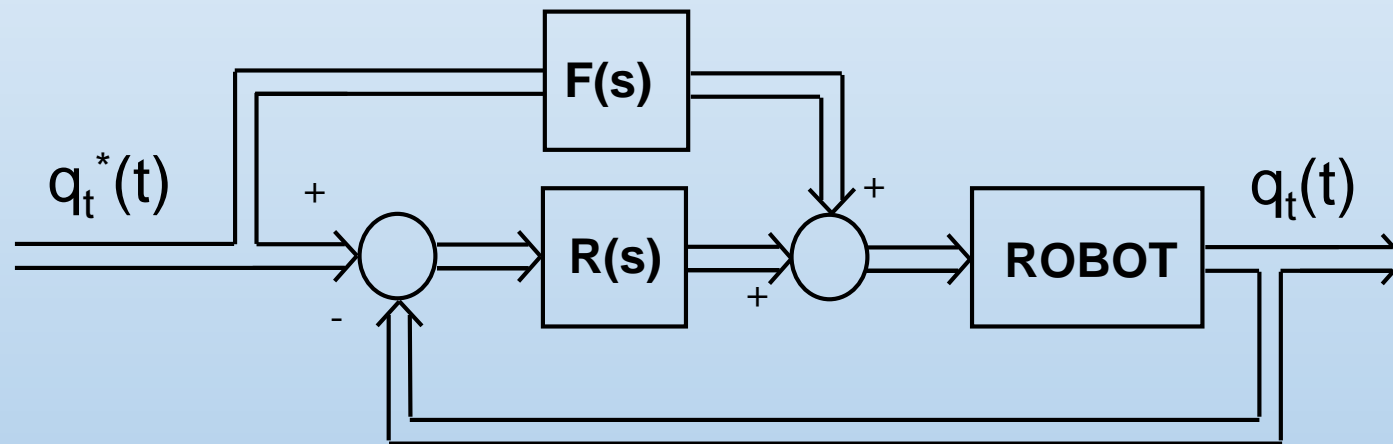 F(s)
q_t^*(t)
+
+
q_t(t)
R(s)
ROBOT
+
-